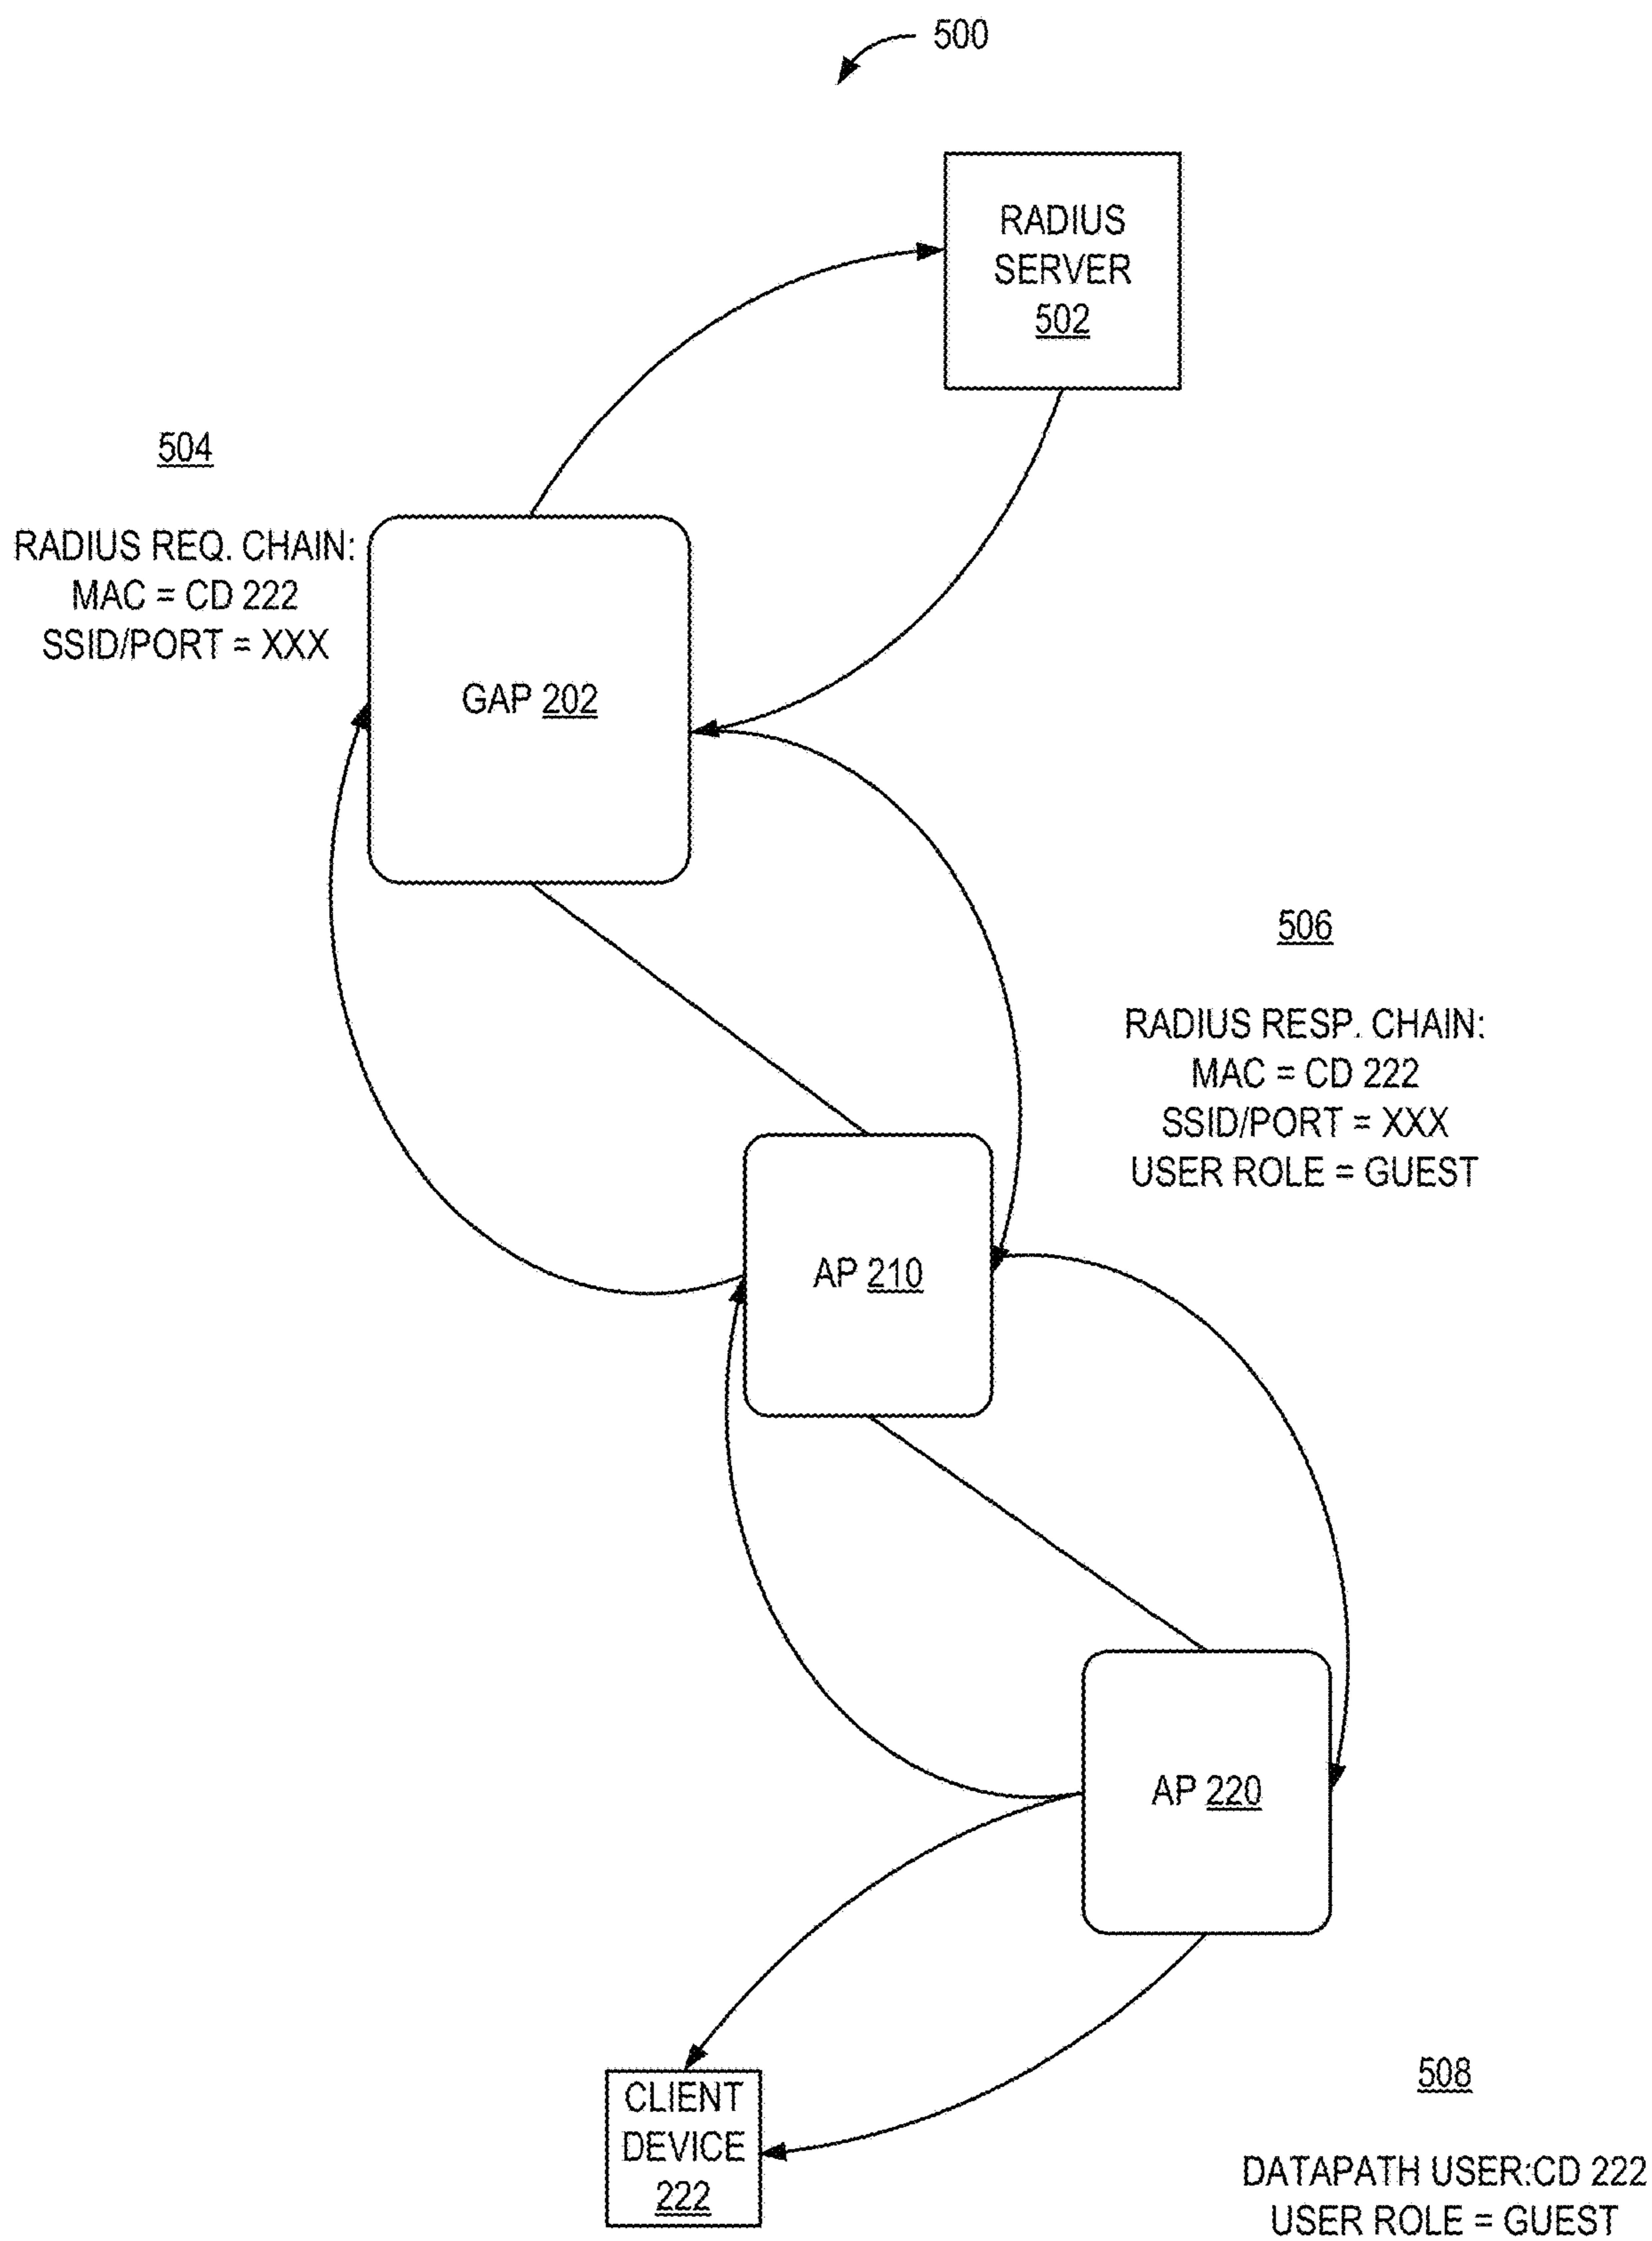 500
RADIUS
SERVER
502
504
RADIUS REQ. CHAIN:
MAC = CD 222
SSID/PORT = XXX
GAP 202
506
RADIUS RESP. CHAIN:
MAC = CD 222
SSID/PORT = XXX
USER ROLE = GUEST
AP 210
AP 220
CLIENT
DEVICE
222
508
DATAPATH USER:CD 222
USER ROLE = GUEST